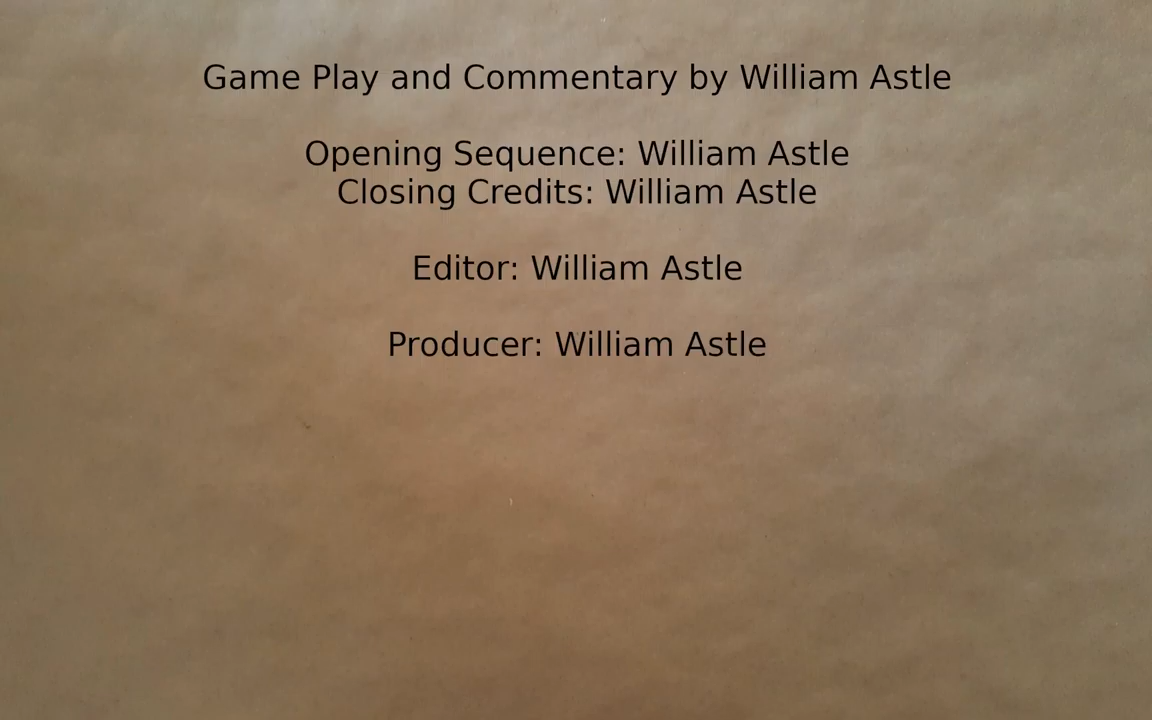 Game Play and Commentary by William Astle
Opening Sequence: William Astle
Closing Credits: William Astle
Editor: William Astle
Producer: William Astle